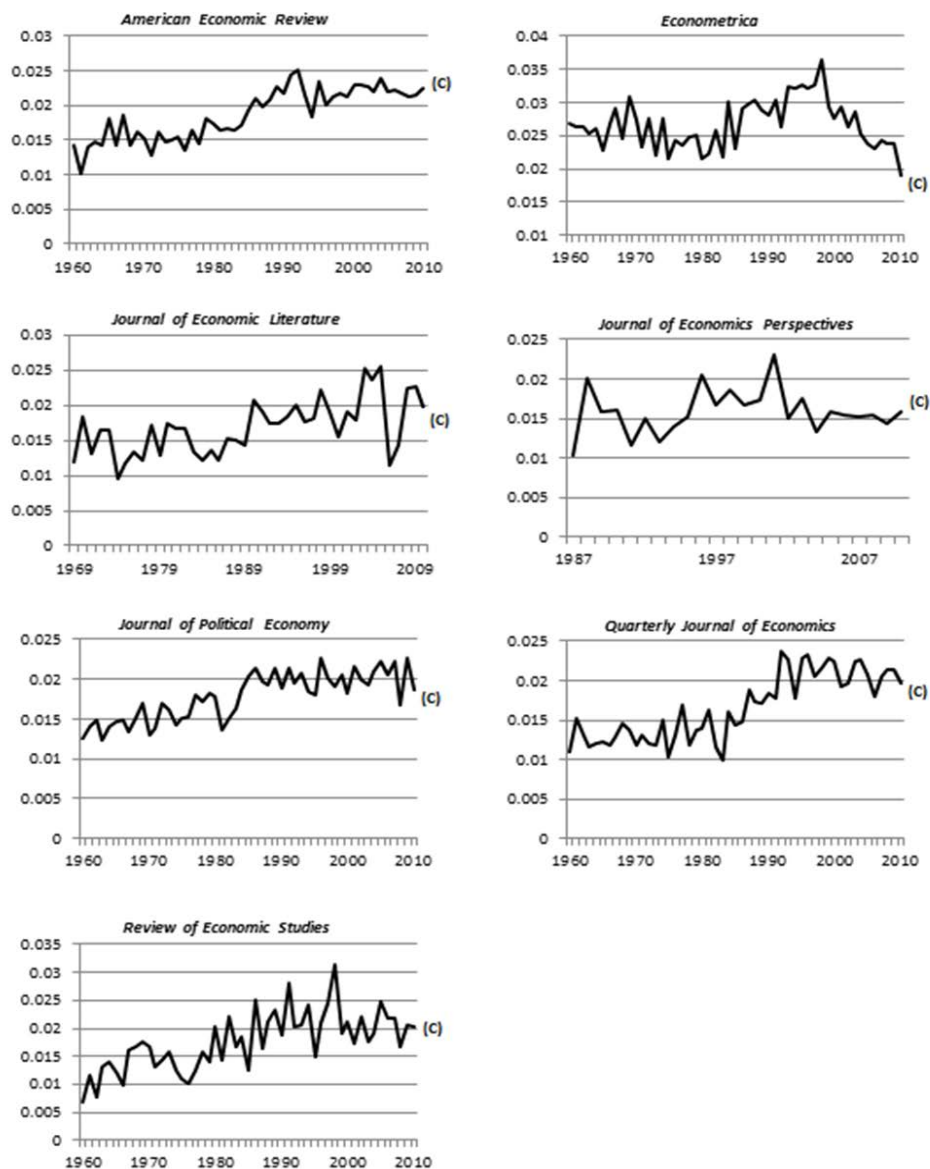 American Economic Review
0.03
0.025
0.02
0.015
0.01
0.005
0
(C)
1960 1970 1980 1990 2000 2010
Econometrica
0.04
0.035
0.03
0.025
0.02
0.015
0.01
(C)
1960 1970 1980 1990 2000 2010
Journal of Economic Literature
0.03
0.025
0.02
0.015
0.01
0.005
0
(C)
1969 1979 1989 1999 2009
Journal of Economics Perspectives
0.025
0.02
0.015
0.01
0.005
0
(C)
1987 1997 2007
Journal of Political Economy
0.025
0.02
0.015
0.01
0.005
0
(C)
1960 1970 1980 1990 2000 2010
Quarterly Journal of Economics
0.025
0.02
0.015
0.01
0.005
0
(C)
1960 1970 1980 1990 2000 2010
Review of Economic Studies
0.035
0.03
0.025
0.02
0.015
0.01
0.005
0
(C)
1960 1970 1980 1990 2000 2010